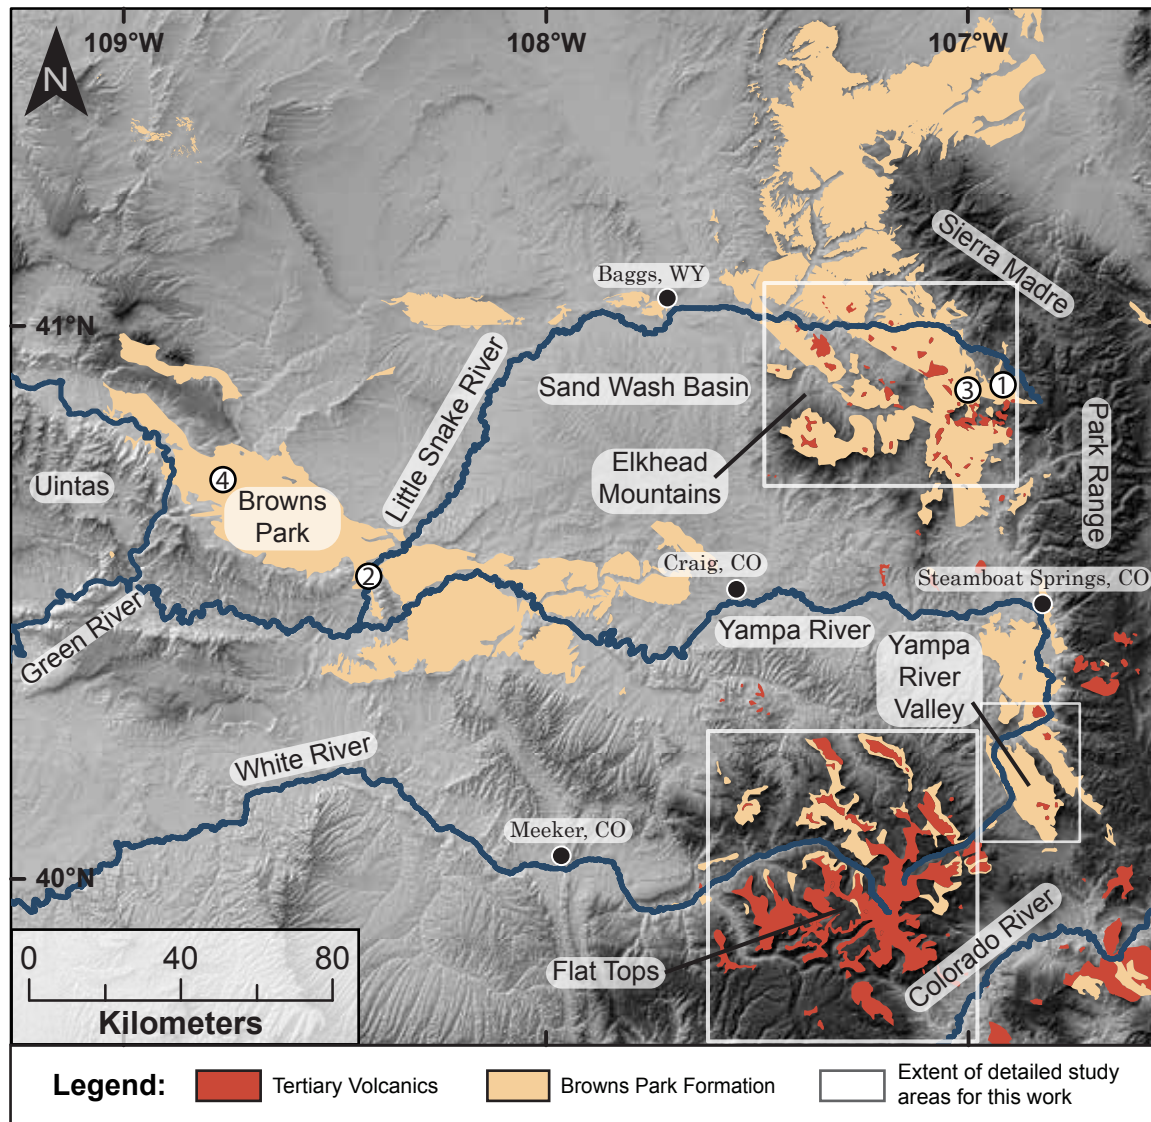 109°W
108°W
107°W
N
Sierra Madre
Baggs, WY
41°N
Little Snake River
Sand Wash Basin
3
1
Park Range
Elkhead
Mountains
Uintas
4
Browns
Park
2
Craig, CO
Steamboat Springs, CO
Green River
Yampa River
Yampa
River
Valley
White River
Meeker, CO
40°N
Flat Tops
Colorado River
0 40 80
Kilometers
Legend:
Tertiary Volcanics
Browns Park Formation
Extent of detailed study
areas for this work